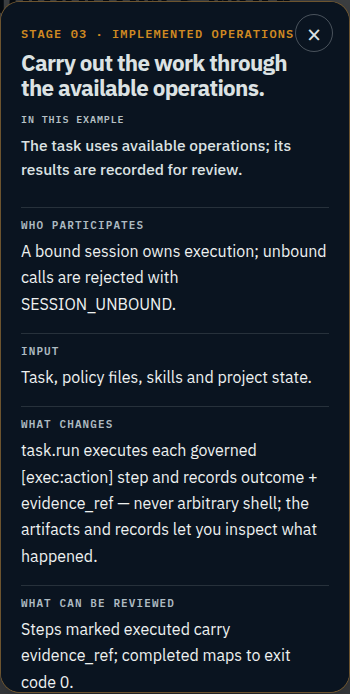 STAGE 03 · IMPLEMENTED OPERATIONS
Carry out the work through
the available operations.
IN THIS EXAMPLE
The task uses available operations; its
results are recorded for review.
WHO PARTICIPATES
A bound session owns execution; unbound
calls are rejected with
SESSION_UNBOUND.
INPUT
Task, policy files, skills and project state.
WHAT CHANGES
task.run executes each governed
[exec:action] step and records outcome +
evidence_ref — never arbitrary shell; the
artifacts and records let you inspect what
happened.
WHAT CAN BE REVIEWED
Steps marked executed carry
evidence_ref; completed maps to exit
code 0.